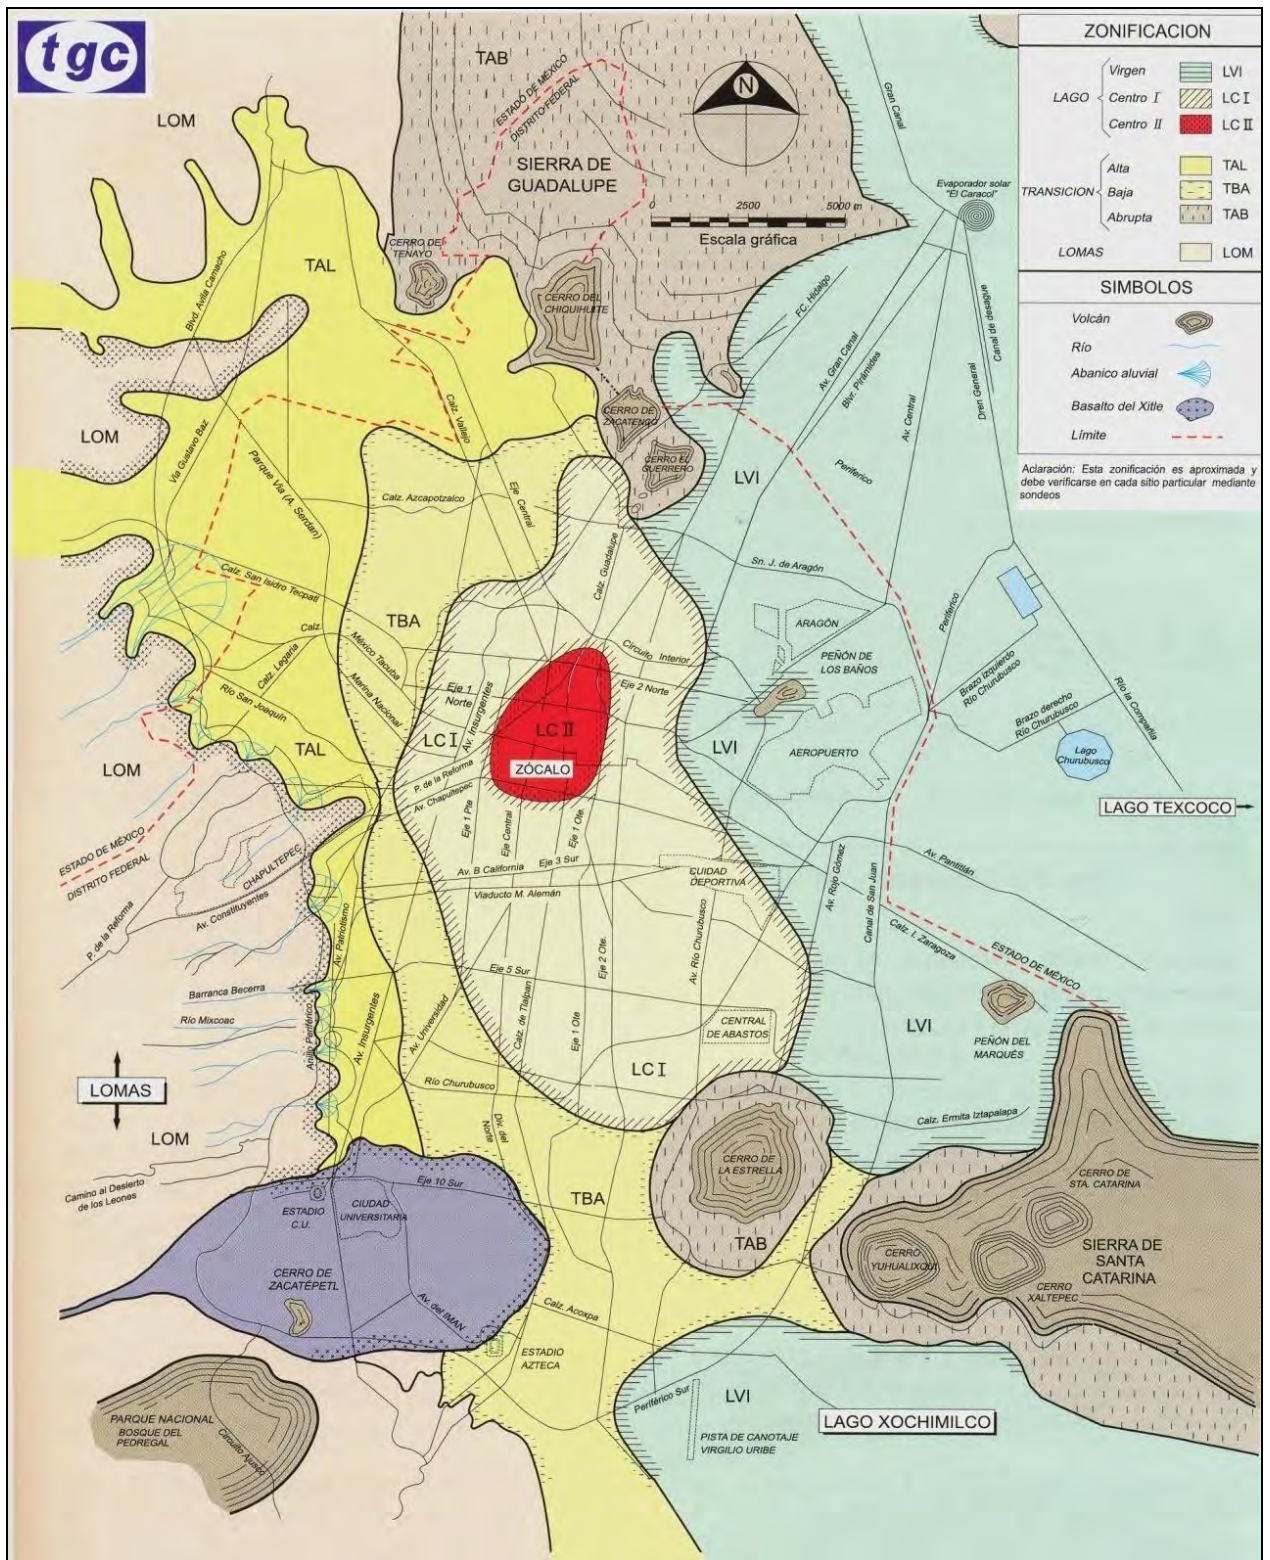 tgc
ZONIFICACION
LAGO
Virgen
LVI
Centro I
LC I
Centro II
LC II
TRANSICION
Alta
TAL
Baja
TBA
Abrupta
TAB
LOMAS
LOM
SIMBOLOS
Volcán
Río
Abanico aluvial
Basalto del Xitle
Límite
Aclaración: Esta zonificación es aproximada y
debe verificarse en cada sitio particular mediante
sondeos
TAB
ESTADO DE MÉXICO
DISTRITO FEDERAL
N
SIERRA DE
GUADALUPE
0
2500
5000 m
Escala gráfica
Gran Canal
Evaporador solar
"El Caracol"
LOM
CERRO DE
TENAYO
TAL
CERRO DEL
CHIQUIHUITE
Blvd. Avila Camacho
FC. Hidalgo
Av. Gran Canal
Blvr. Pirámides
Canal de desagüe
Dren General
Av. Central
LOM
Vía Gustavo Baz
Parque Vía (A. Serdan)
Calz. Vallejo
CERRO DE
ZACATENGO
CERRO EL
GUERRERO
LVI
Periferico
Calz. Azcapotzalco
Eje Central
Calz. Guadalupe
Sn. J. de Aragón
Calz. San Isidro Tecpatl
TBA
ARAGÓN
Periferico
Calz.
Calz. Legaria
México Tacuba
Marina Nacional
Circuito Interior
PEÑÓN DE
LOS BAÑOS
Brazo izquierdo
Río Churubusco
Brazo derecho
Río Churubusco
Río la Compañía
Río San Joaquín
Eje 1
Norte
Eje 2 Norte
Av. Insurgentes
LC I
LC II
ZÓCALO
LVI
AEROPUERTO
Lago
Churubusco
TAL
LOM
P. de la Reforma
Av. Chapultepec
LAGO TEXCOCO
Eje 1 Pte
Eje Central
Eje 1 Ote.
ESTADO DE MÉXICO
DISTRITO FEDERAL
CHAPULTEPEC
Av. Constituyentes
P. de la Reforma
Av. B California
Eje 3 Sur
Viaducto M. Alemán
CUIDAD
DEPORTIVA
Av. Rojo Gómez
Canal de San Juan
Av. Pantitlán
Av. Patriotismo
Av. Río Churubusco
Calz. I. Zaragoza
ESTADO DE MÉXICO
Eje 5 Sur
Eje 2 Ote.
Barranca Becerra
Río Mixcoac
Anillo Periférico
Av. Insurgentes
Av. Universidad
Calz. de Tlalpan
Eje 1 Ote
CENTRAL
DE ABASTOS
LVI
PEÑÓN DEL
MARQUÉS
LC I
LOMAS
Río Churubusco
Calz. Ermita Iztapalapa
LOM
Div. del
Norte
CERRO DE
LA ESTRELLA
CERRO DE
STA. CATARINA
Camino al Desierto
de los Leones
Eje 10 Sur
ESTADIO
C.U.
CIUDAD
UNIVERSITARIA
TBA
TAB
CERRO
YUHUALIXQUI
SIERRA DE
SANTA
CATARINA
CERRO
XALTEPEC
CERRO DE
ZACATÉPETL
Av. del IMAN
Calz. Acoxpa
ESTADIO
AZTECA
Periférico Sur
LVI
LAGO XOCHIMILCO
PISTA DE CANOTAJE
VIRGILIO URIBE
PARQUE NACIONAL
BOSQUE DEL
PEDREGAL
Circuito Ajusco